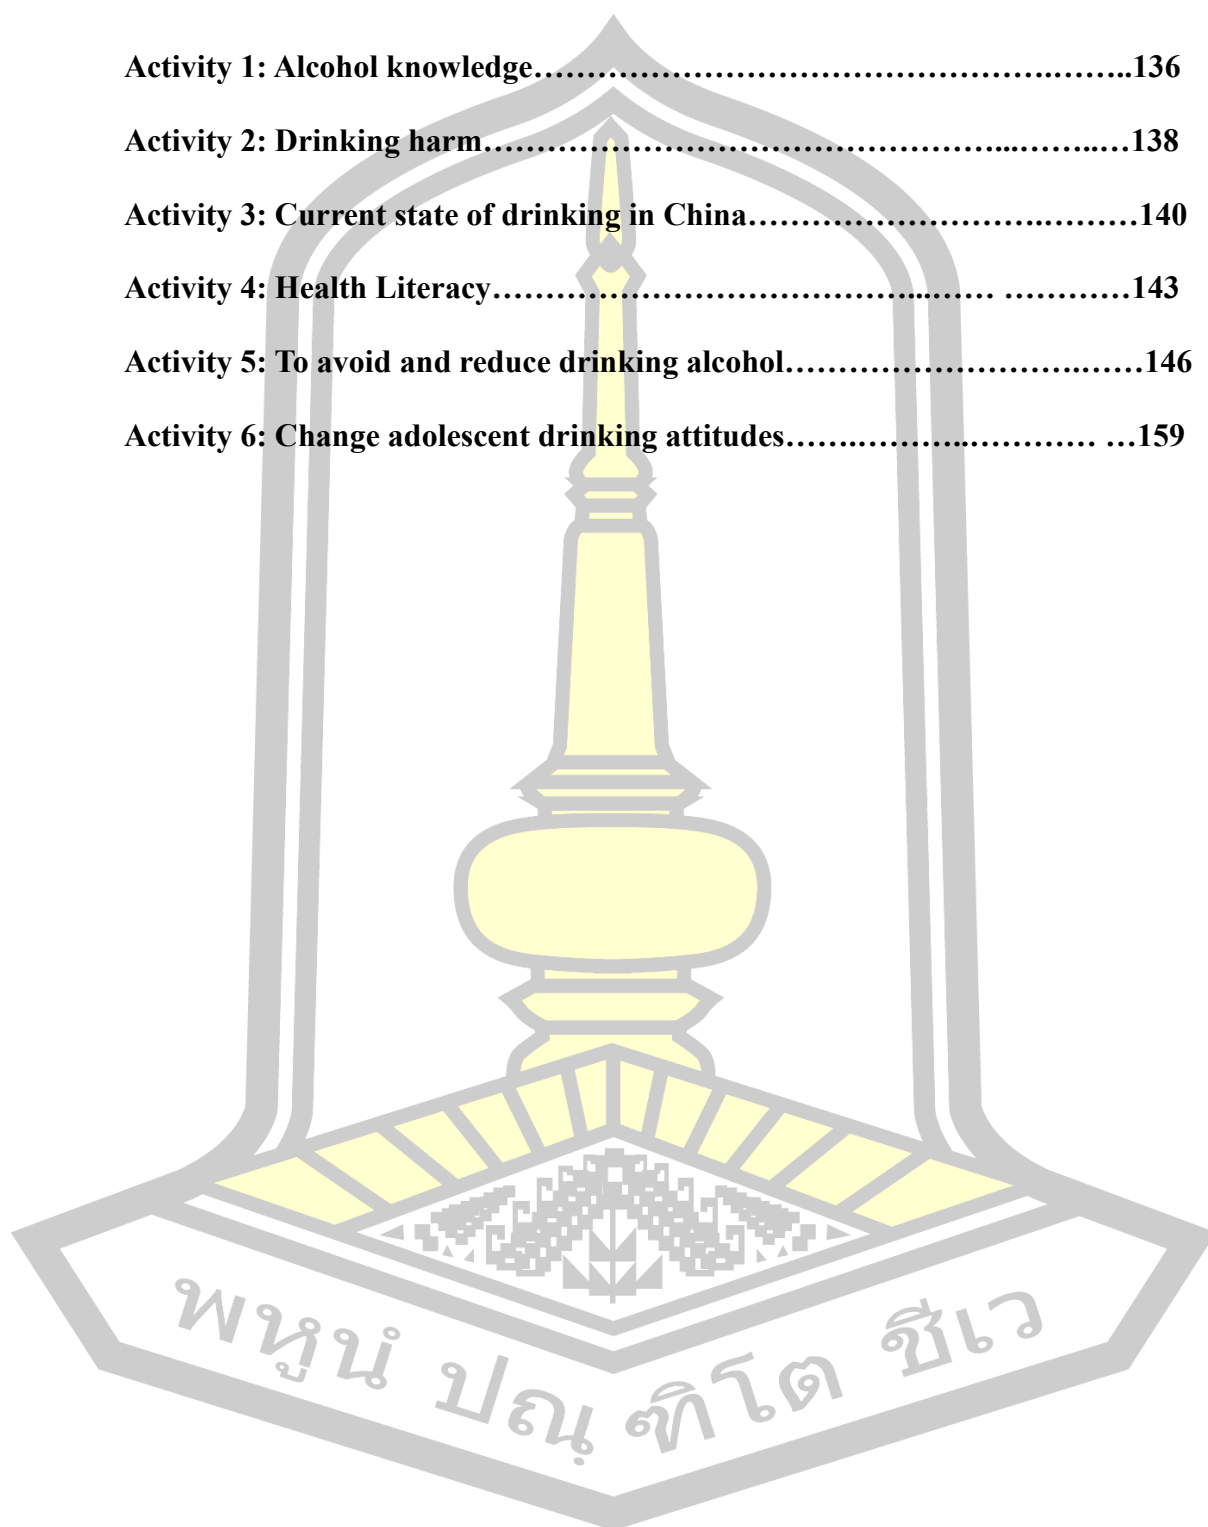 Activity 1: Alcohol knowledge………………………………………………….……..136
Activity 2: Drinking harm…………………………………………...…….…138
Activity 3: Current state of drinking in China……………………….………140
Activity 4: Health Literacy…………………………………...…… …………143
Activity 5: To avoid and reduce drinking alcohol……………………….……146
Activity 6: Change adolescent drinking attitudes…….………..………… …159
พหูนํ ปณฺฑิโต ชีเว